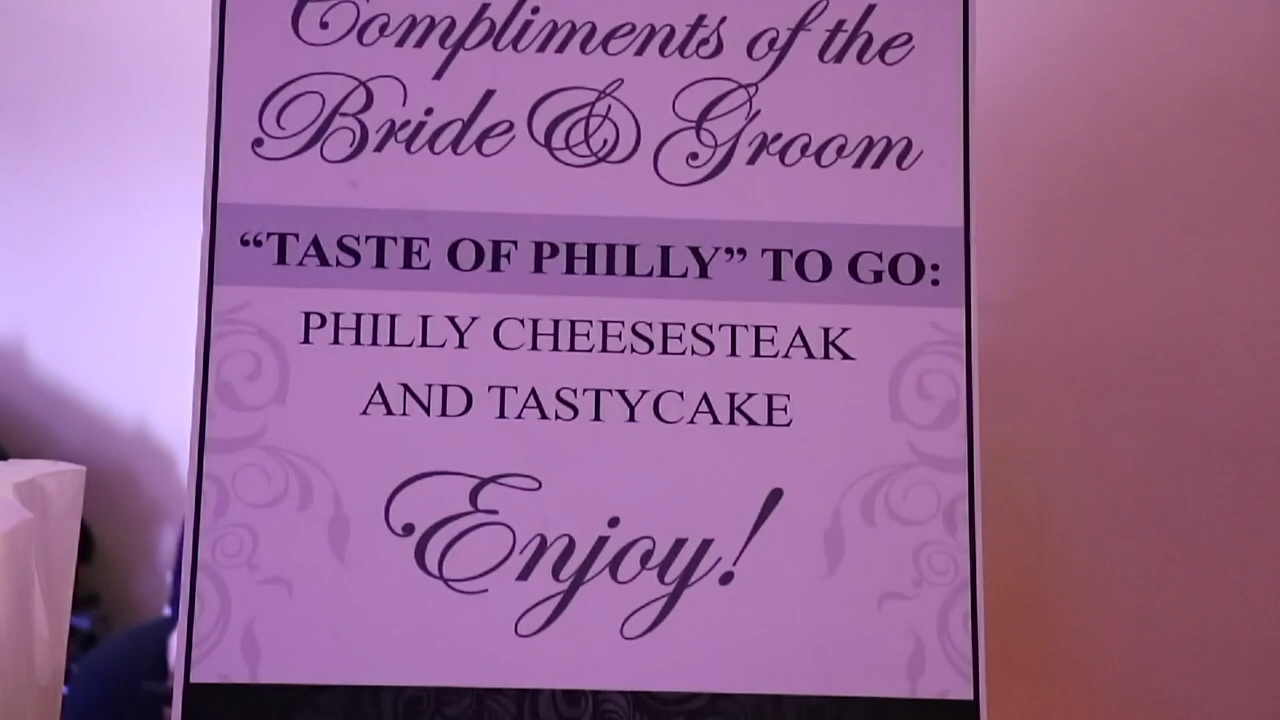 Compliments of the
Bride & Groom
“TASTE OF PHILLY” TO GO:
PHILLY CHEESESTEAK
AND TASTYCAKE
Enjoy!